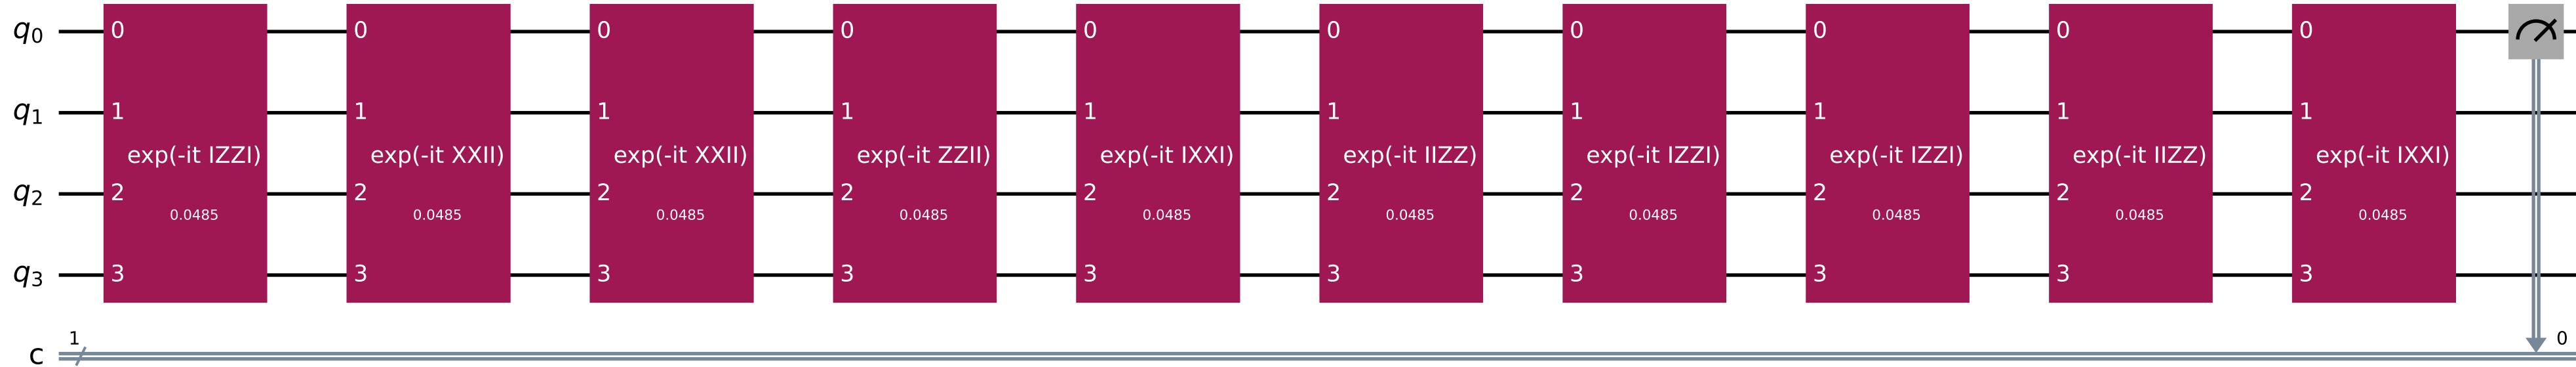 q0 0 0 0 0 0 0 0 0 0 0
q1 1 1 1 1 1 1 1 1 1 1
exp(-it IZZI) exp(-it XXII) exp(-it XXII) exp(-it ZZII) exp(-it IXXI) exp(-it IIZZ) exp(-it IZZI) exp(-it IZZI) exp(-it IIZZ) exp(-it IXXI)
q2 2 2 2 2 2 2 2 2 2 2
0.0485 0.0485 0.0485 0.0485 0.0485 0.0485 0.0485 0.0485 0.0485 0.0485
q3 3 3 3 3 3 3 3 3 3 3
1 0
c